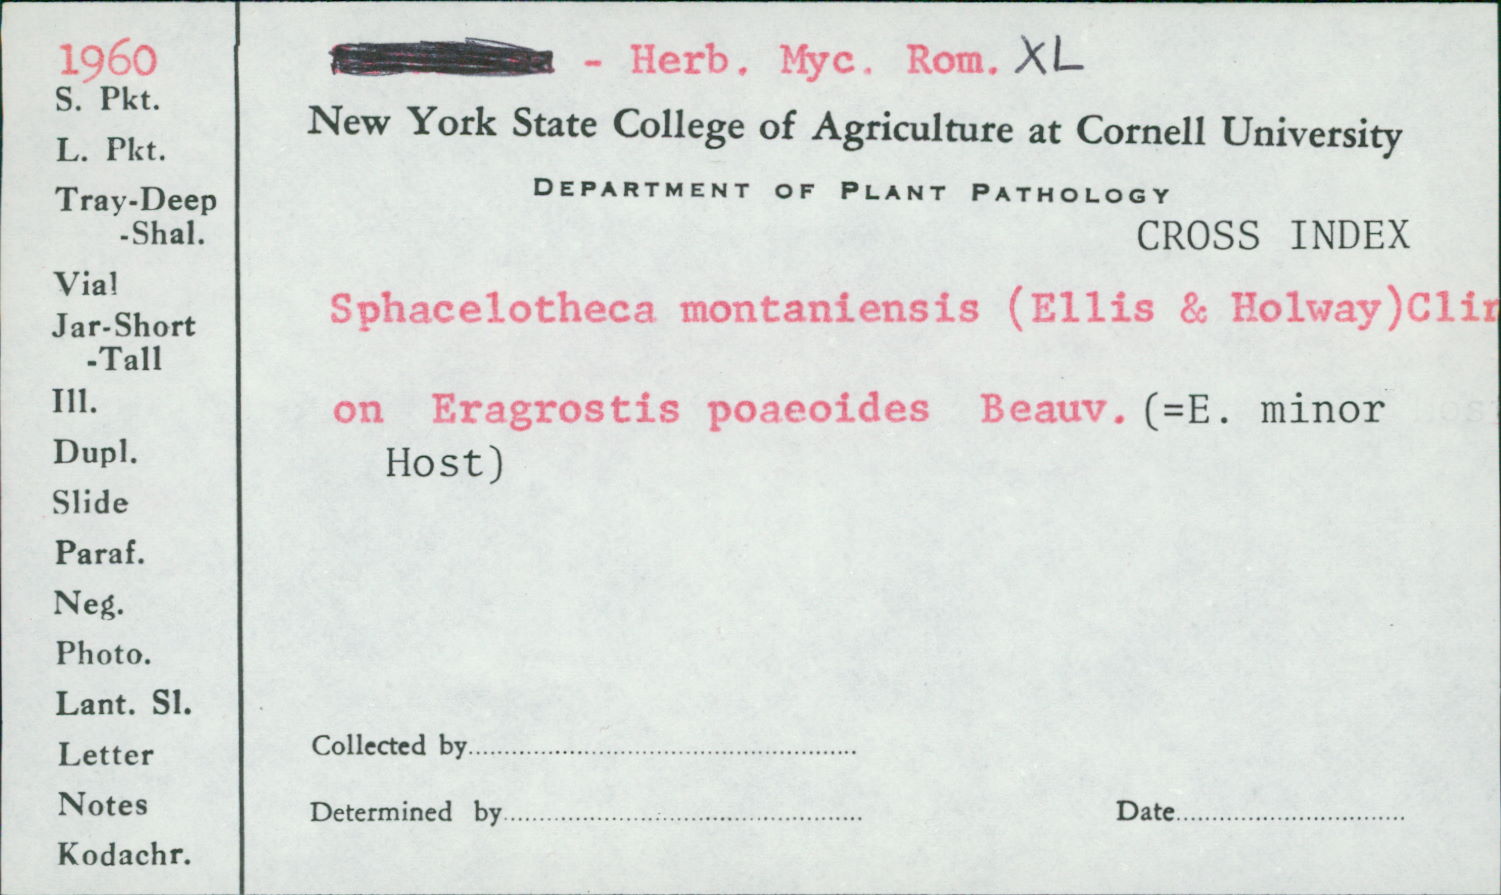 1960
S. Pkt.
L. Pkt.
Tray-Deep
-Shal.
Vial
Jar-Short
-Tall
Ill.
Dupl.
Slide
Paraf.
Neg.
Photo.
Lant. Sl.
Letter
Notes
Kodachr.
- Herb. Myc. Rom. XL
New York State College of Agriculture at Cornell University
DEPARTMENT OF PLANT PATHOLOGY
CROSS INDEX
Sphacelotheca montaniensis (Ellis & Holway)Clin
on Eragrostis poaeoides Beauv. (=E. minor
Host)
Collected by
Determined by
Date